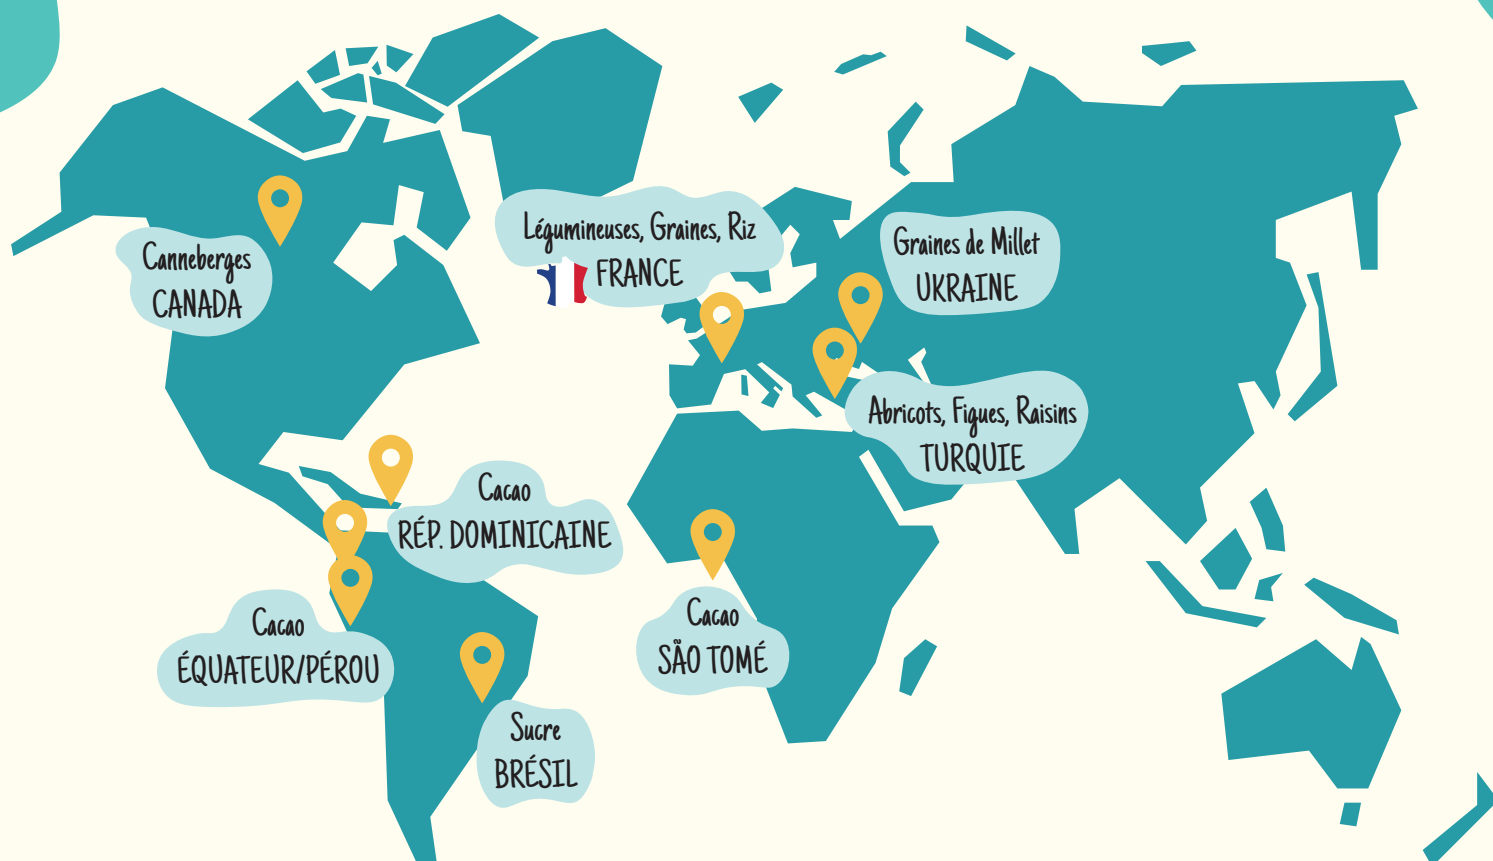 Légumineuses, Graines, Riz
FRANCE
Graines de Millet
UKRAINE
Canneberges
CANADA
Abricots, Figues, Raisins
TURQUIE
Cacao
RÉP. DOMINICAINE
Cacao
ÉQUATEUR/PÉROU
Cacao
SÃO TOMÉ
Sucre
BRÉSIL